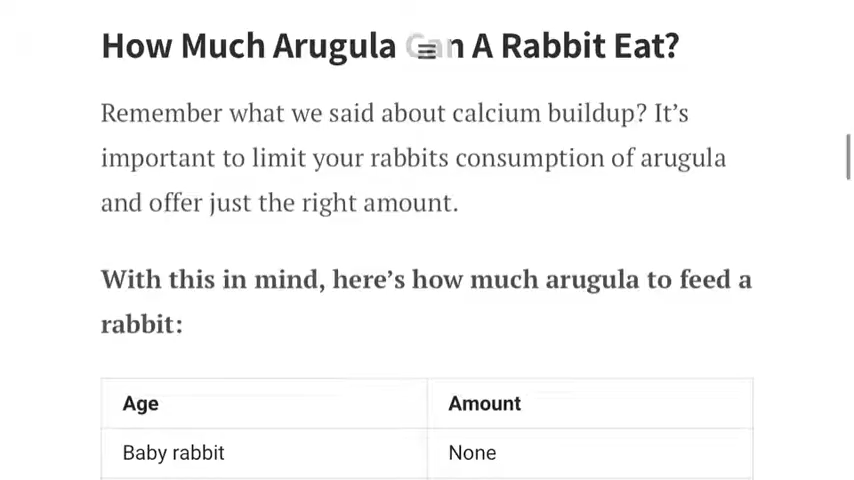 How Much Arugula Can A Rabbit Eat?
Remember what we said about calcium buildup? It’s
important to limit your rabbits consumption of arugula
and offer just the right amount.
With this in mind, here’s how much arugula to feed a
rabbit:
Age Amount
Baby rabbit None